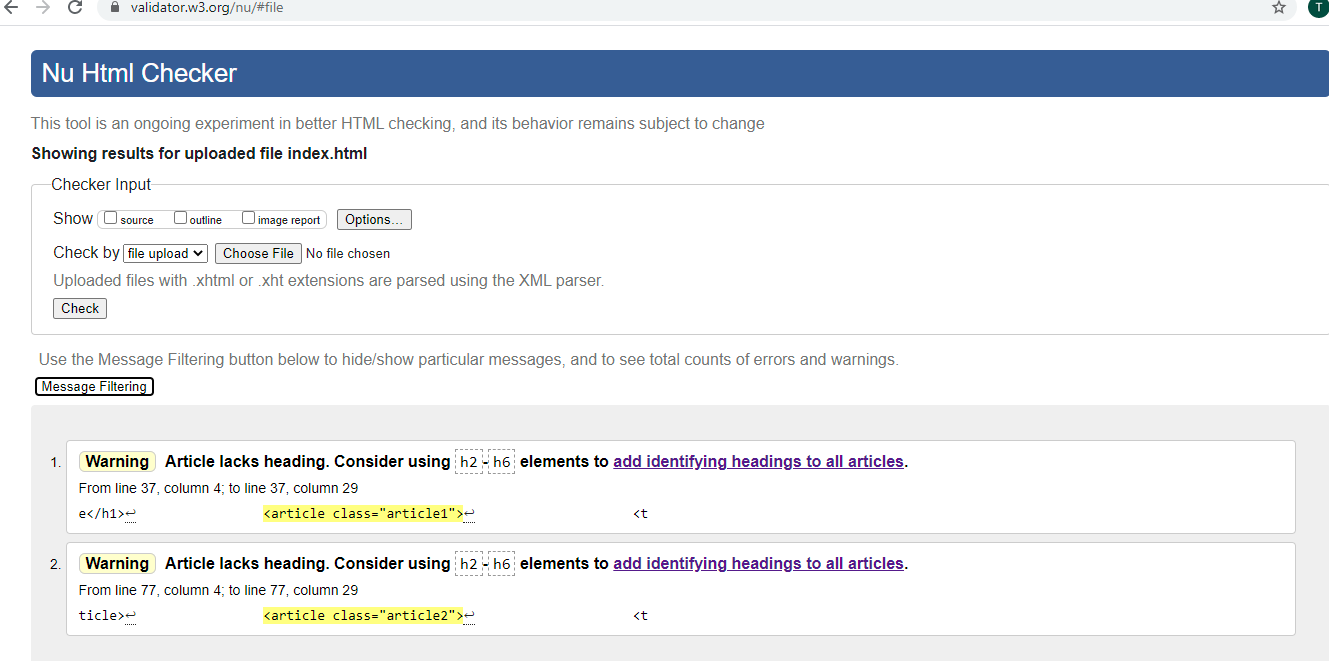 validator.w3.org/nu/#file
T
Nu Html Checker
This tool is an ongoing experiment in better HTML checking, and its behavior remains subject to change
Showing results for uploaded file index.html
Checker Input
Show source outline image report Options...
Check by file upload Choose File No file chosen
Uploaded files with .xhtml or .xht extensions are parsed using the XML parser.
Check
Use the Message Filtering button below to hide/show particular messages, and to see total counts of errors and warnings.
Message Filtering
1. Warning Article lacks heading. Consider using h2-h6 elements to add identifying headings to all articles.
From line 37, column 4; to line 37, column 29
e</h1>↩ <article class="article1">↩ <t
2. Warning Article lacks heading. Consider using h2-h6 elements to add identifying headings to all articles.
From line 77, column 4; to line 77, column 29
ticle>↩ <article class="article2">↩ <t